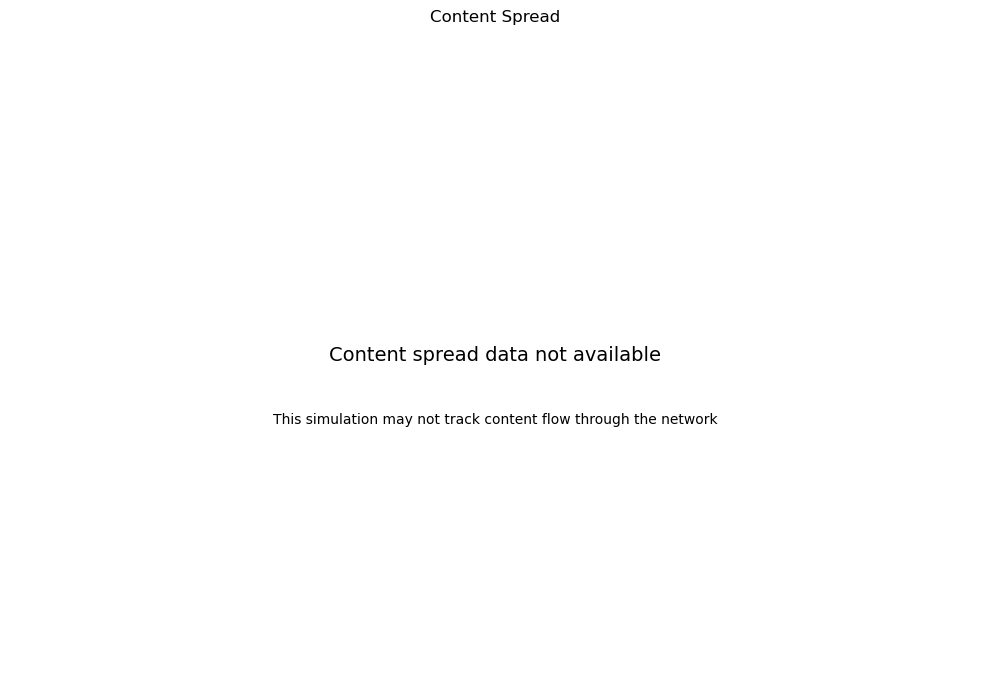 Content Spread
Content spread data not available
This simulation may not track content flow through the network